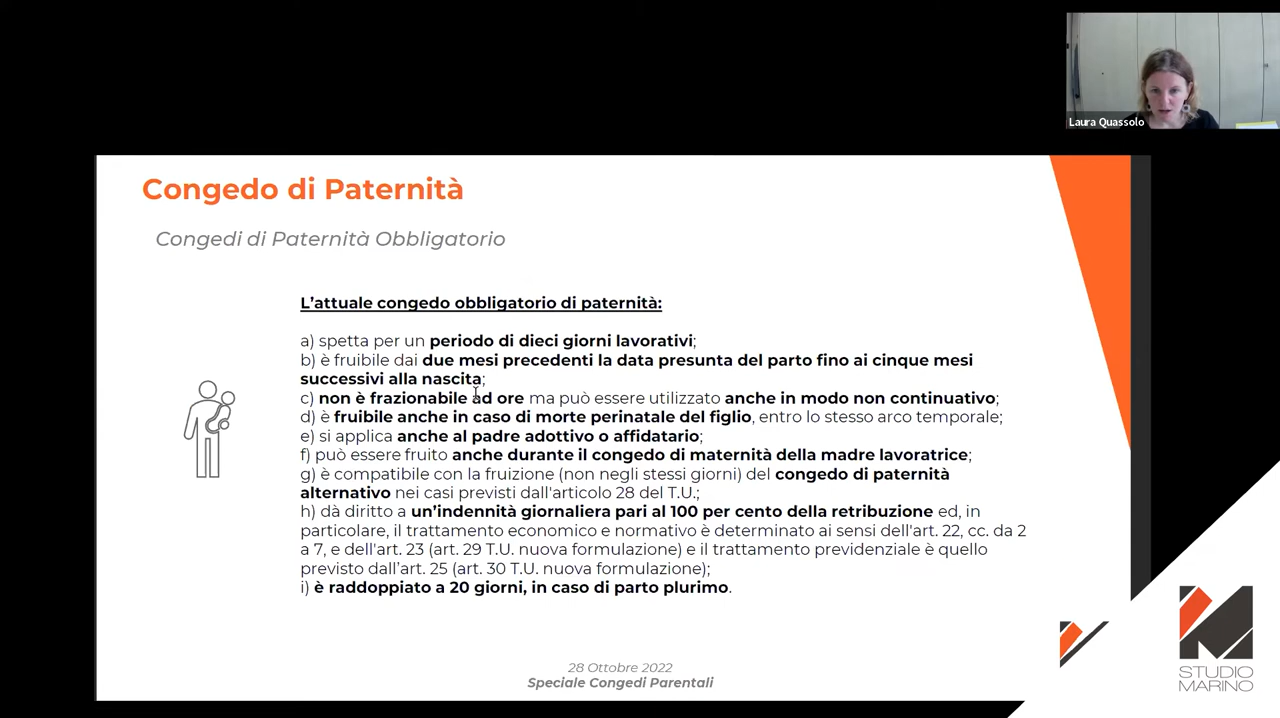 Laura Quassolo
Congedo di Paternità
Congedi di Paternità Obbligatorio
L'attuale congedo obbligatorio di paternità:
a) spetta per un periodo di dieci giorni lavorativi;
b) è fruibile dai due mesi precedenti la data presunta del parto fino ai cinque mesi
successivi alla nascita;
c) non è frazionabile ad ore ma può essere utilizzato anche in modo non continuativo;
d) è fruibile anche in caso di morte perinatale del figlio, entro lo stesso arco temporale;
e) si applica anche al padre adottivo o affidatario;
f) può essere fruito anche durante il congedo di maternità della madre lavoratrice;
g) è compatibile con la fruizione (non negli stessi giorni) del congedo di paternità
alternativo nei casi previsti dall'articolo 28 del T.U.;
h) dà diritto a un'indennità giornaliera pari al 100 per cento della retribuzione ed, in
particolare, il trattamento economico e normativo è determinato ai sensi dell'art. 22, cc. da 2
a 7, e dell'art. 23 (art. 29 T.U. nuova formulazione) e il trattamento previdenziale è quello
previsto dall'art. 25 (art. 30 T.U. nuova formulazione);
i) è raddoppiato a 20 giorni, in caso di parto plurimo.
28 Ottobre 2022
Speciale Congedi Parentali
STUDIO
MARINO